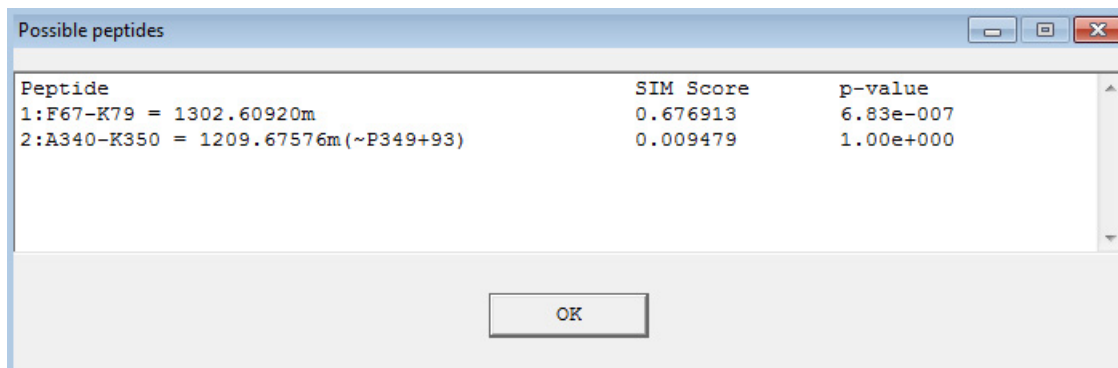 Possible peptides
Peptide SIM Score p-value
1:F67-K79 = 1302.60920m 0.676913 6.83e-007
2:A340-K350 = 1209.67576m(~P349+93) 0.009479 1.00e+000
OK